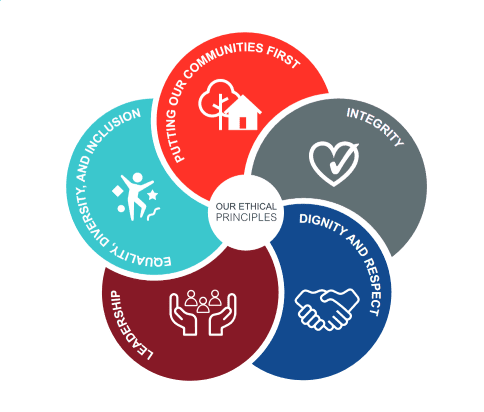 PUTTING OUR COMMUNITIES FIRST
INTEGRITY
DIGNITY AND RESPECT
LEADERSHIP
EQUALITY, DIVERSITY, AND INCLUSION
OUR ETHICAL
PRINCIPLES